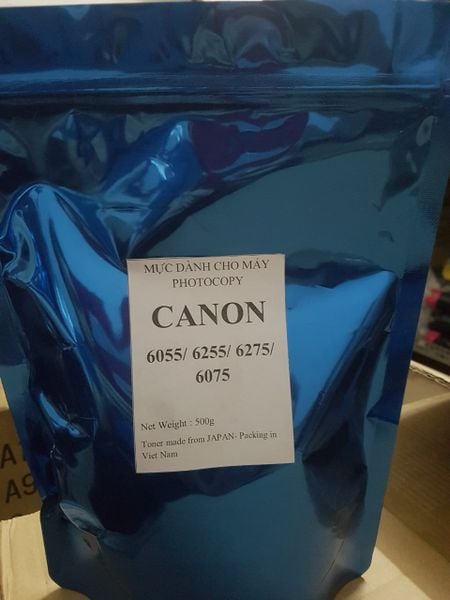 MỰC DÀNH CHO MÁY
PHOTOCOPY
CANON
6055/ 6255/ 6275/
6075
Net Weight : 500g
Toner made from JAPAN- Packing in
Viet Nam